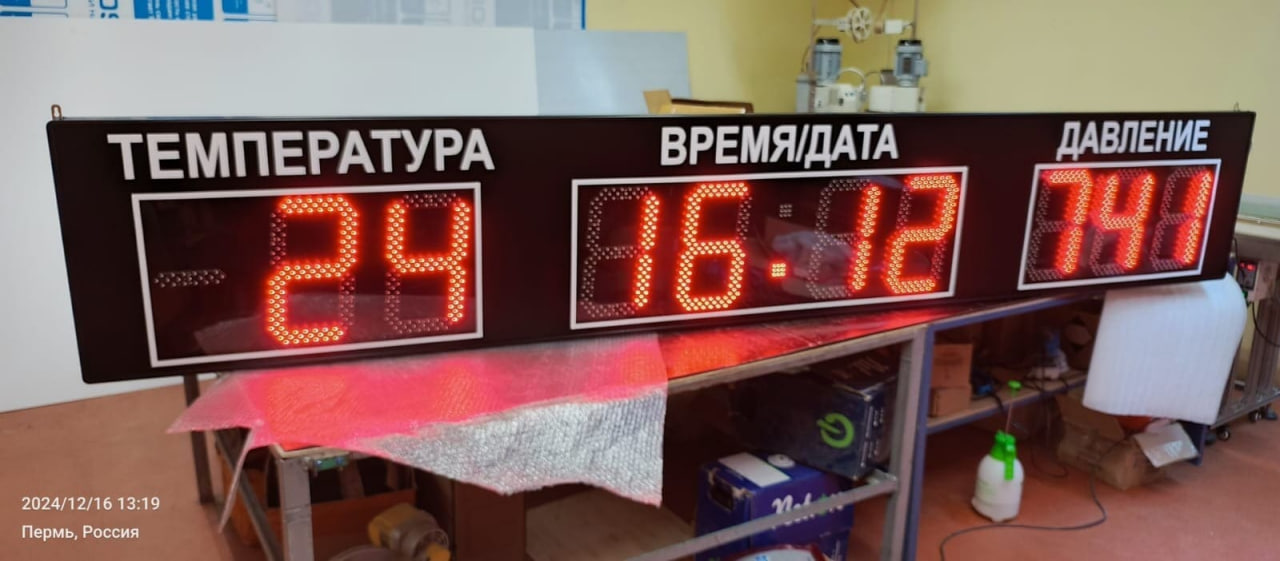 ТЕМПЕРАТУРА
ВРЕМЯ/ДАТА
ДАВЛЕНИЕ
24
16.12
741
2024/12/16 13:19
Пермь, Россия